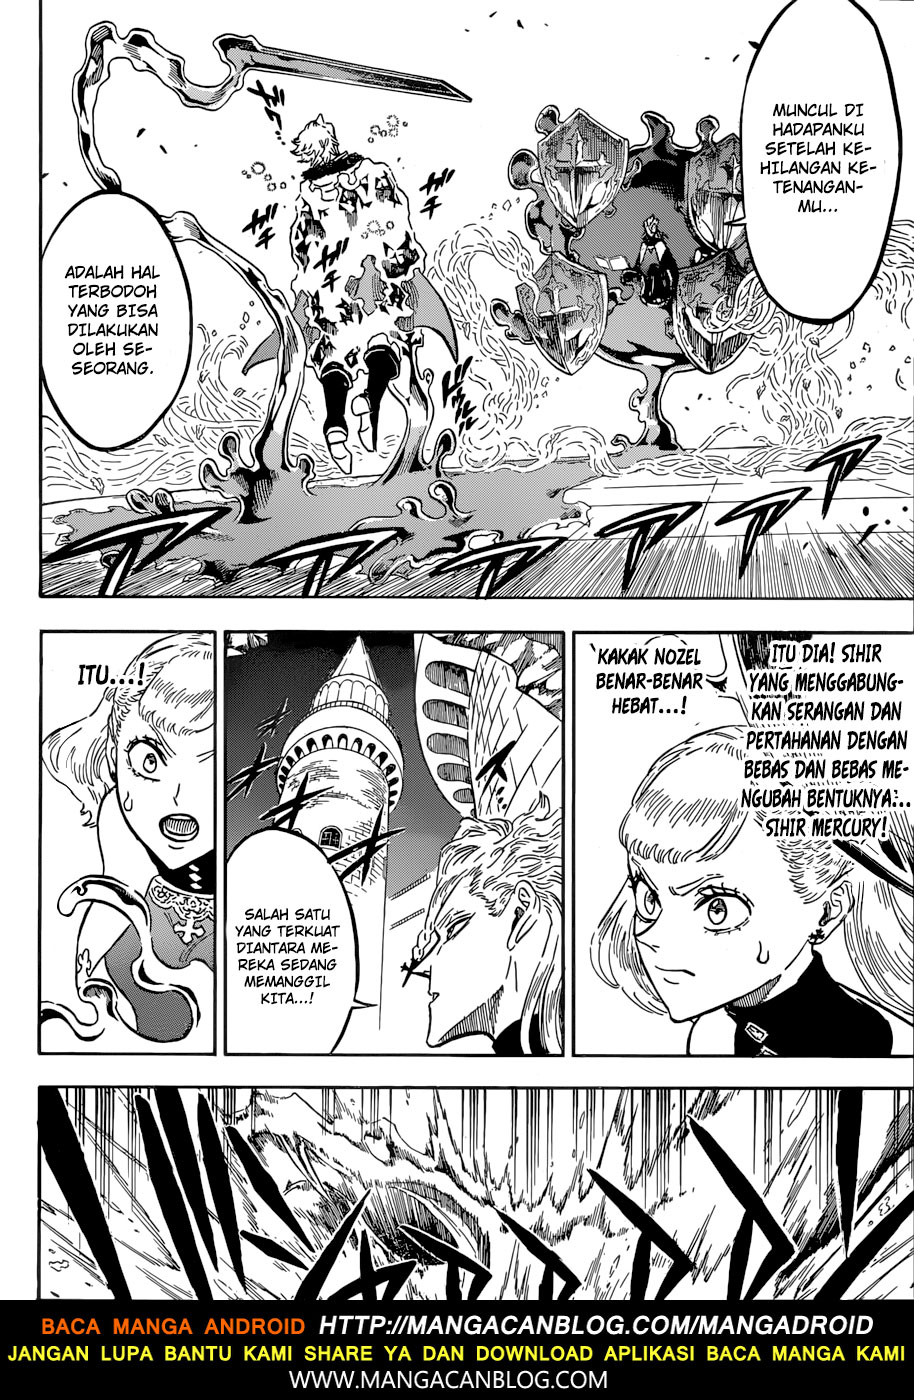 MUNCUL DI
HADAPANKU
SETELAH KE-
HILANGAN KE-
TENANGAN-
MU...
ADALAH HAL
TERBODOH
YANG BISA
DILAKUKAN
OLEH SE-
SEORANG.
ITU DIA! SIHIR
YANG MENGGABUNG-
KAN SERANGAN DAN
PERTAHANAN DENGAN
BEBAS DAN BEBAS ME-
NGUBAH BENTUKNYA...
SIHIR MERCURY!
KAKAK NOZEL
BENAR-BENAR
HEBAT...!
SALAH SATU
YANG TERKUAT
DIANTARA ME-
REKA SEDANG
MEMANGGIL
KITA...!
ITU...!
BACA MANGA ANDROID HTTP://MANGACANBLOG.COM/MANGADROID
JANGAN LUPA BANTU KAMI SHARE YA DAN DOWNLOAD APLIKASI BACA MANGA KAMI
WWW.MANGACANBLOG.COM